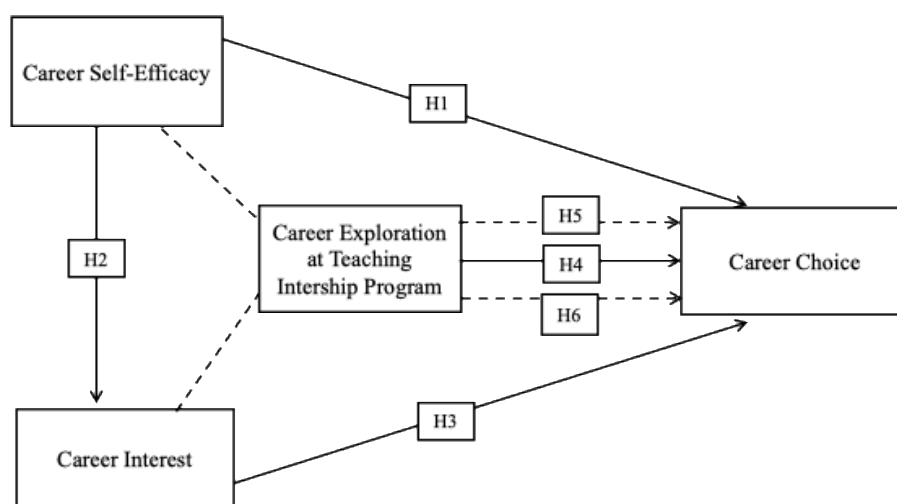 Career Self-Efficacy
H1
Career Exploration
at Teaching
Intership Program
H5
H4
H6
Career Choice
H2
H3
Career Interest